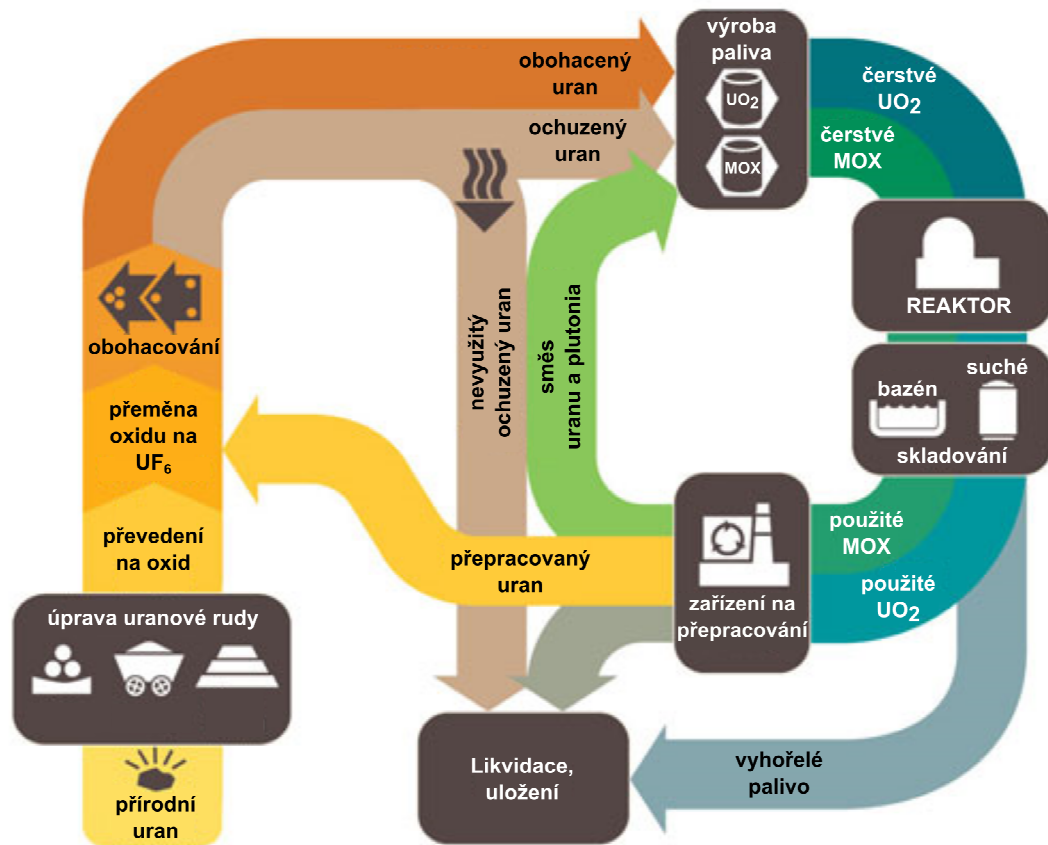 výroba
paliva
UO2
MOX
obohacený
uran
ochuzený
uran
čerstvé
UO2
čerstvé
MOX
REAKTOR
suché
bazén
skladování
obohacování
nevyužitý
ochuzený uran
směs
uranu a plutonia
přeměna
oxidu na
UF6
převedení
na oxid
přepracovaný
uran
zařízení na
přepracování
použité
MOX
použité
UO2
úprava uranové rudy
přírodní
uran
Likvidace,
uložení
vyhořelé
palivo